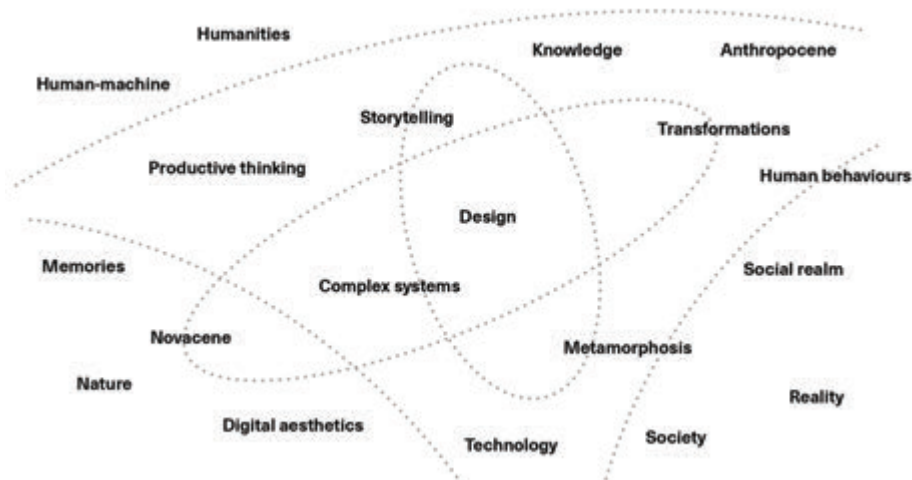 Humanities
Knowledge
Anthropocene
Human-machine
Storytelling
Transformations
Productive thinking
Human behaviours
Design
Memories
Social realm
Complex systems
Novacene
Metamorphosis
Nature
Reality
Digital aesthetics
Technology
Society